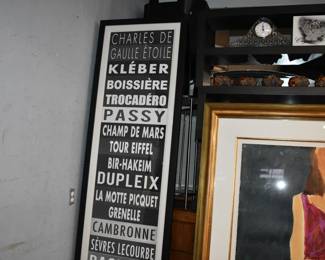 CHARLES DE
GAULLE ÉTOILE
KLÉBER
BOISSIÈRE
TROCADÉRO
PASSY
CHAMP DE MARS
TOUR EIFFEL
BIR-HAKEIM
DUPLEIX
LA MOTTE PICQUET
GRENELLE
CAMBRONNE
SÈVRES LECOURBE